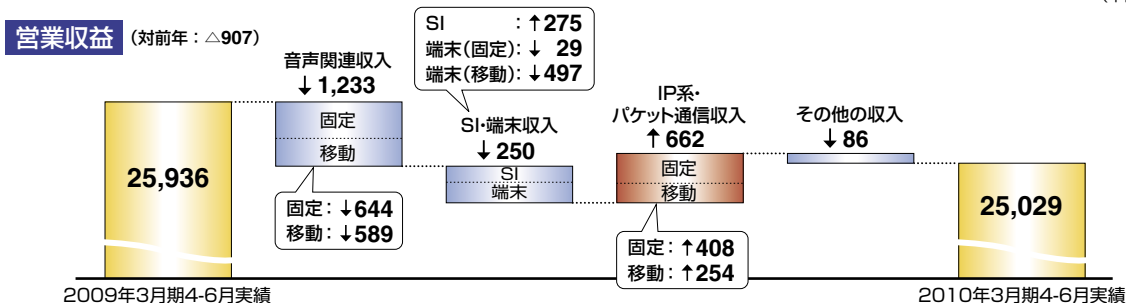 営業収益 (対前年：△907)
SI : ↑275
端末(固定): ↓ 29
端末(移動): ↓497
音声関連収入
↓ 1,233
固定
移動
固定: ↓644
移動: ↓589
SI・端末収入
↓ 250
SI
端末
IP系・
パケット通信収入
↑ 662
固定
移動
固定: ↑408
移動: ↑254
その他の収入
↓ 86
25,936
25,029
2009年3月期4-6月実績
2010年3月期4-6月実績